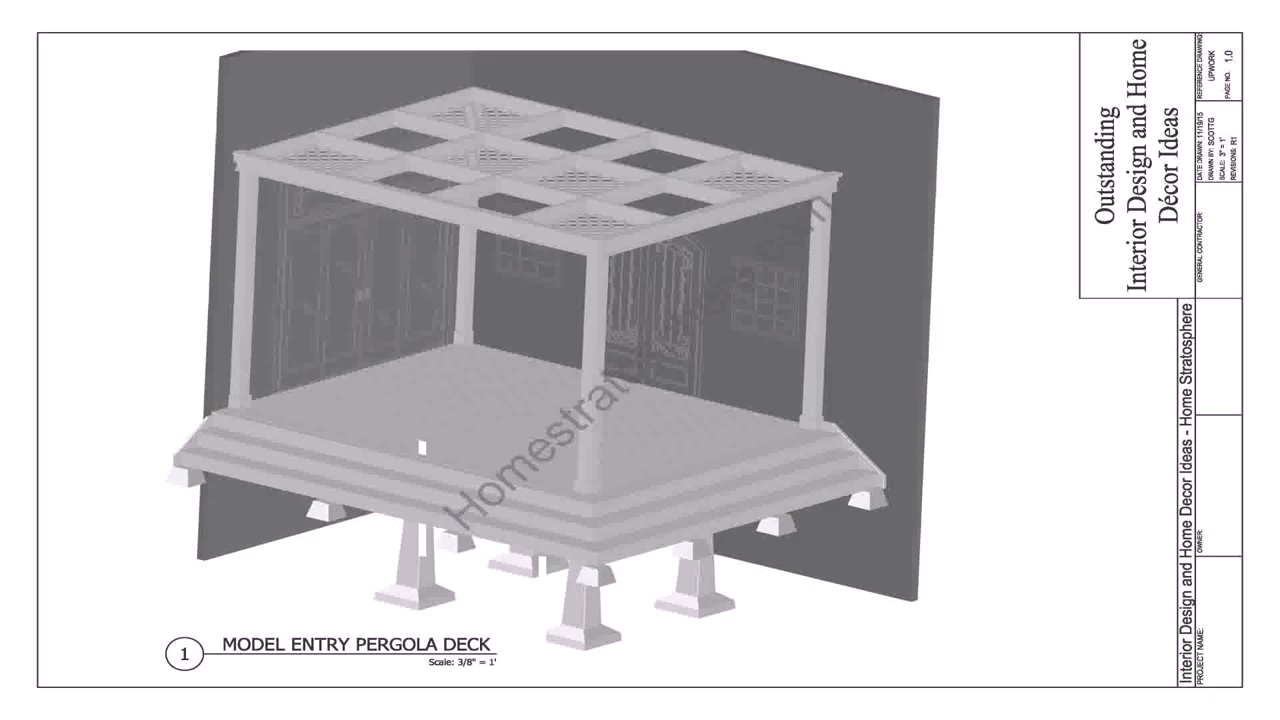 Outstanding
Interior Design and Home
Décor Ideas
REFERENCE DRAWING:
UPWORK
PAGE NO. 1.0
DATE DRAWN: 11/19/15
DRAWN BY: SCOTTG
SCALE: 3" = 1'
REVISIONS: R1
GENERAL CONTRACTOR:
OWNER:
PROJECT NAME:
Interior Design and Home Decor Ideas - Home Stratosphere
Homestrat
1
MODEL ENTRY PERGOLA DECK
Scale: 3/8" = 1'